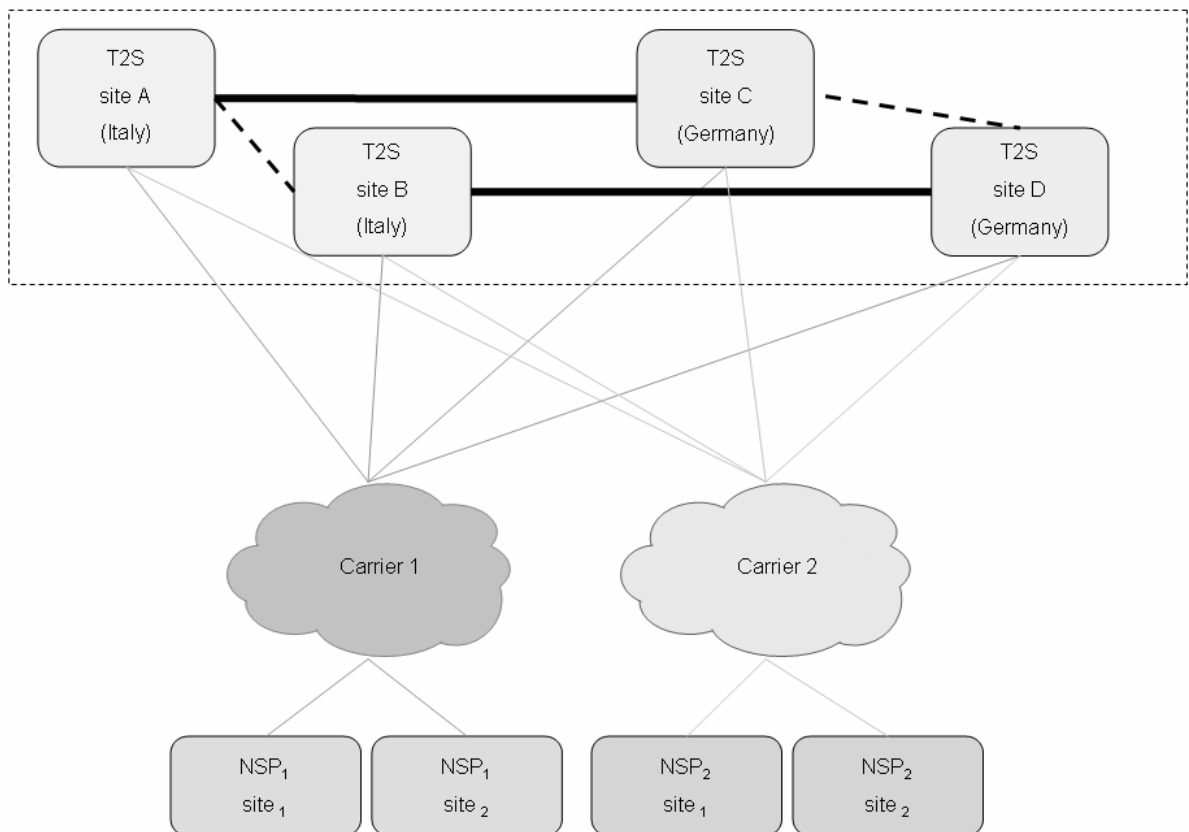 T2S
site A
(Italy)
T2S
site C
(Germany)
T2S
site B
(Italy)
T2S
site D
(Germany)
Carrier 1
Carrier 2
NSP1
site 1
NSP1
site 2
NSP2
site 1
NSP2
site 2